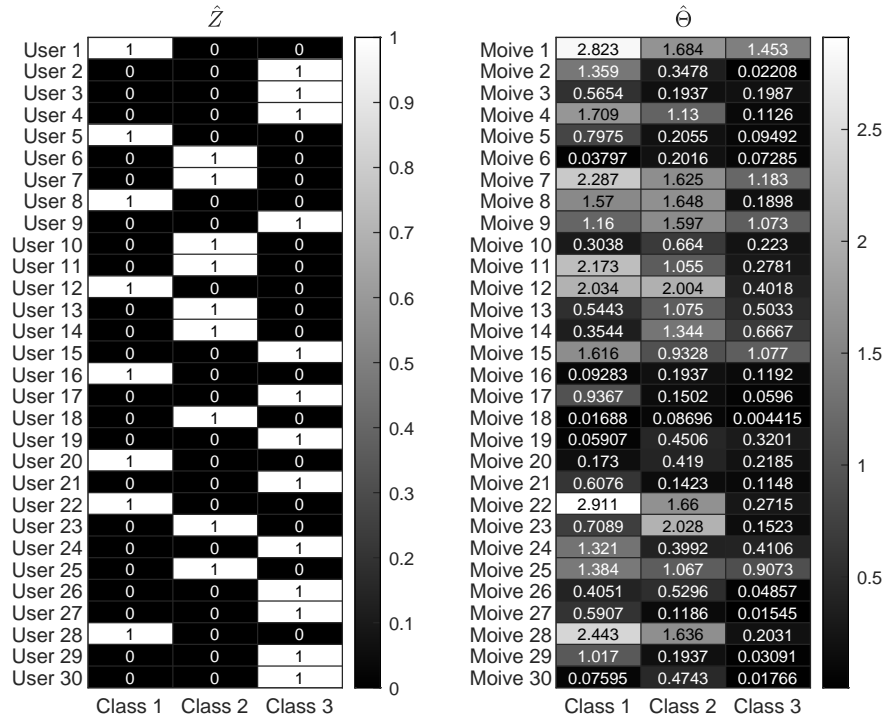 Ẑ
User 1 1 0 0
User 2 0 0 1
User 3 0 0 1
User 4 0 0 1
User 5 1 0 0
User 6 0 1 0
User 7 0 1 0
User 8 1 0 0
User 9 0 0 1
User 10 0 1 0
User 11 0 1 0
User 12 1 0 0
User 13 0 1 0
User 14 0 1 0
User 15 0 0 1
User 16 1 0 0
User 17 0 0 1
User 18 0 1 0
User 19 0 0 1
User 20 1 0 0
User 21 0 0 1
User 22 1 0 0
User 23 0 1 0
User 24 0 0 1
User 25 0 1 0
User 26 0 0 1
User 27 0 0 1
User 28 1 0 0
User 29 0 0 1
User 30 0 0 1
Class 1 Class 2 Class 3
1
0.9
0.8
0.7
0.6
0.5
0.4
0.3
0.2
0.1
0
Θ̂
Moive 1 2.823 1.684 1.453
Moive 2 1.359 0.3478 0.02208
Moive 3 0.5654 0.1937 0.1987
Moive 4 1.709 1.13 0.1126
Moive 5 0.7975 0.2055 0.09492
Moive 6 0.03797 0.2016 0.07285
Moive 7 2.287 1.625 1.183
Moive 8 1.57 1.648 0.1898
Moive 9 1.16 1.597 1.073
Moive 10 0.3038 0.664 0.223
Moive 11 2.173 1.055 0.2781
Moive 12 2.034 2.004 0.4018
Moive 13 0.5443 1.075 0.5033
Moive 14 0.3544 1.344 0.6667
Moive 15 1.616 0.9328 1.077
Moive 16 0.09283 0.1937 0.1192
Moive 17 0.9367 0.1502 0.0596
Moive 18 0.01688 0.08696 0.004415
Moive 19 0.05907 0.4506 0.3201
Moive 20 0.173 0.419 0.2185
Moive 21 0.6076 0.1423 0.1148
Moive 22 2.911 1.66 0.2715
Moive 23 0.7089 2.028 0.1523
Moive 24 1.321 0.3992 0.4106
Moive 25 1.384 1.067 0.9073
Moive 26 0.4051 0.5296 0.04857
Moive 27 0.5907 0.1186 0.01545
Moive 28 2.443 1.636 0.2031
Moive 29 1.017 0.1937 0.03091
Moive 30 0.07595 0.4743 0.01766
Class 1 Class 2 Class 3
2.5
2
1.5
1
0.5